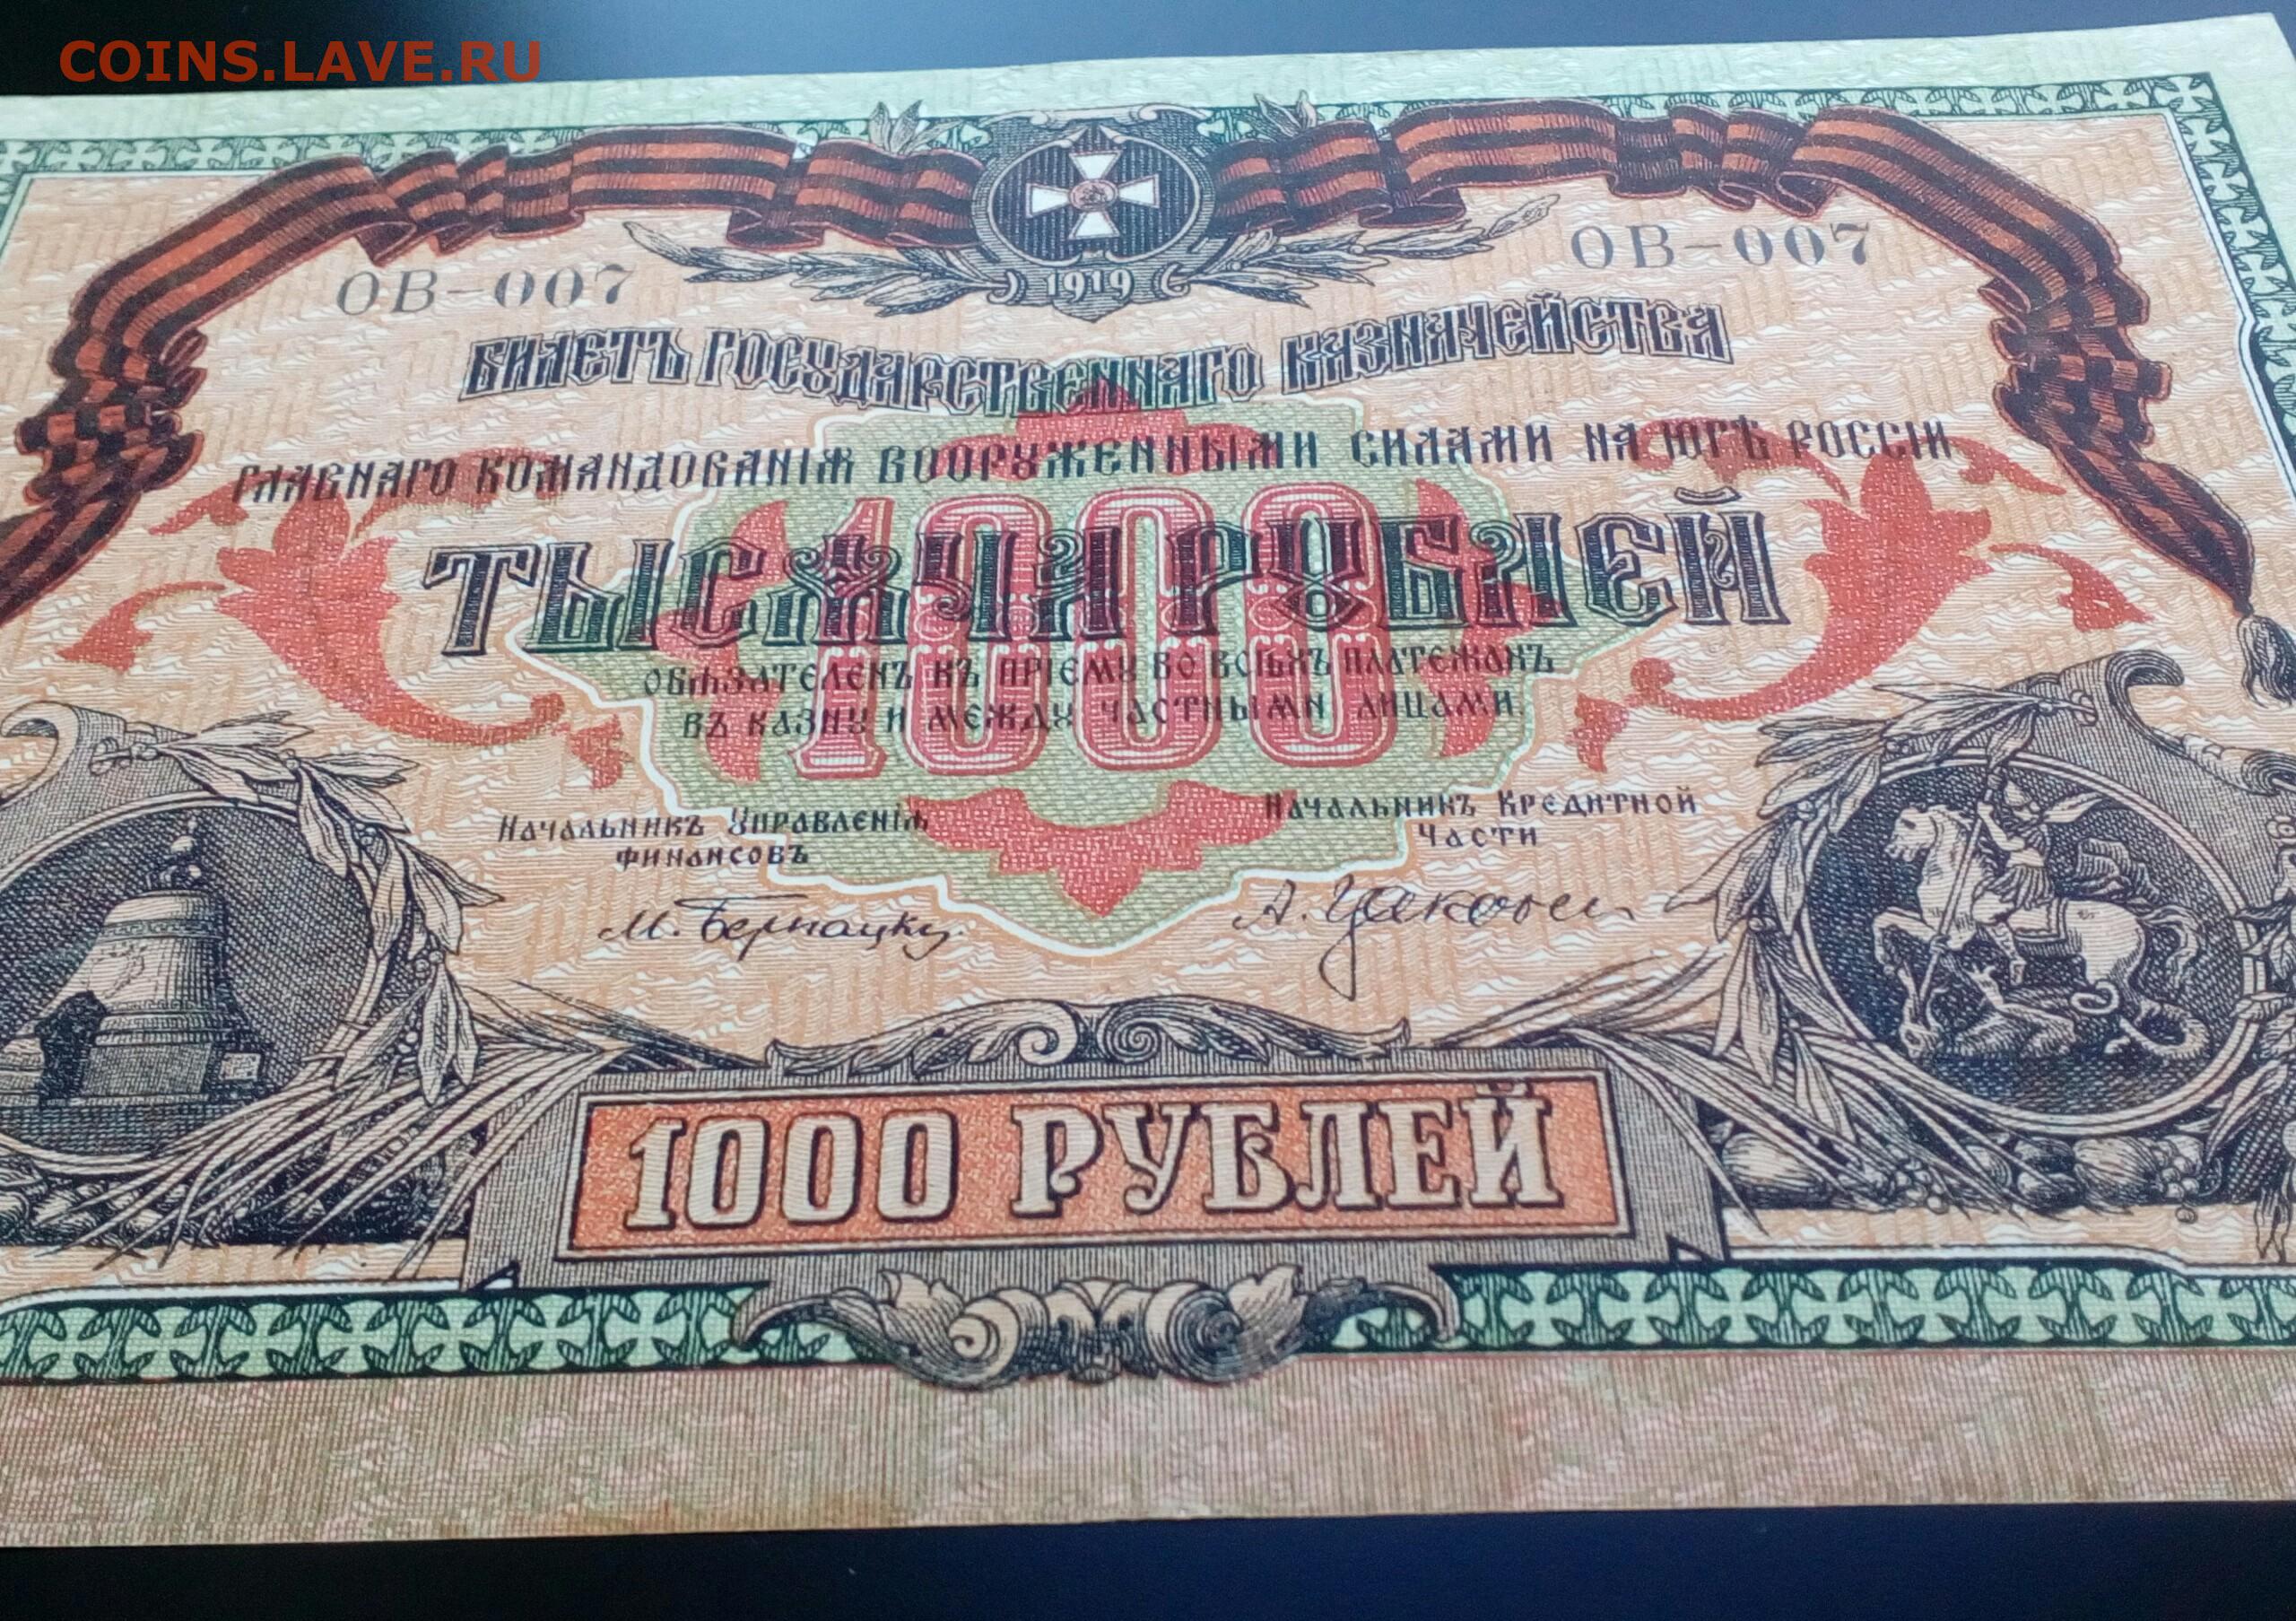 COINS.LAVE.RU
1919
ОВ-007 ОВ-007
БИЛЕТЪ ГОСУДАРСТВЕННАГО КАЗНАЧЕЙСТВА
ГЛАВНАГО КОМАНДОВАНІЯ ВООРУЖЕННЫМИ СИЛАМИ НА ЮГѢ РОССІИ
1000
ТЫСЯЧА РУБЛЕЙ
ОБЯЗАТЕЛЕНЪ КЪ ПРІЕМУ ВО ВСѢХЪ ПЛАТЕЖАХЪ
ВЪ КАЗНУ И МЕЖДУ ЧАСТНЫМИ ЛИЦАМИ.
1000
Начальникъ Управленія
финансовъ
Начальникъ Кредитной
Части
М. Бернацкий
А.
1000 РУБЛЕЙ